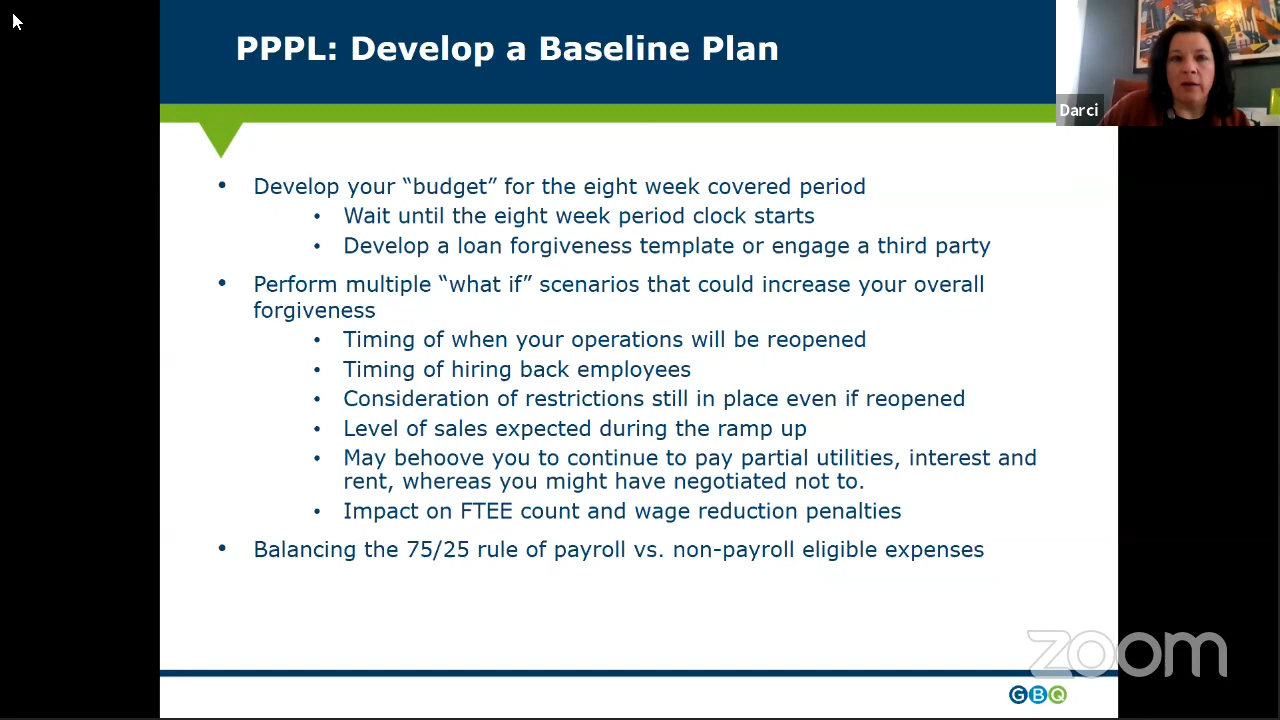 PPPL: Develop a Baseline Plan
Darci
• Develop your “budget” for the eight week covered period
• Wait until the eight week period clock starts
• Develop a loan forgiveness template or engage a third party
• Perform multiple “what if” scenarios that could increase your overall
forgiveness
• Timing of when your operations will be reopened
• Timing of hiring back employees
• Consideration of restrictions still in place even if reopened
• Level of sales expected during the ramp up
• May behoove you to continue to pay partial utilities, interest and
rent, whereas you might have negotiated not to.
• Impact on FTEE count and wage reduction penalties
• Balancing the 75/25 rule of payroll vs. non-payroll eligible expenses
zoom
GBQ